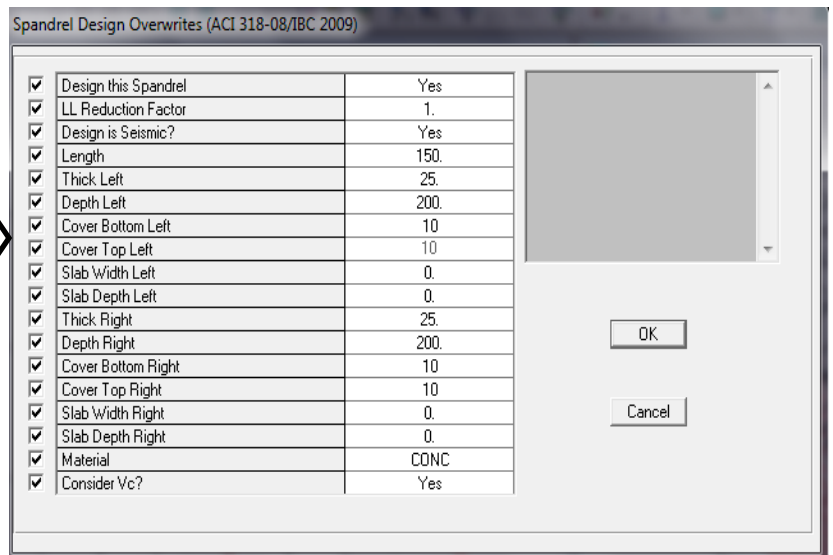 Spandrel Design Overwrites (ACI 318-08/IBC 2009)
Design this Spandrel Yes
LL Reduction Factor 1.
Design is Seismic? Yes
Length 150.
Thick Left 25.
Depth Left 200.
Cover Bottom Left 10
Cover Top Left 10
Slab Width Left 0.
Slab Depth Left 0.
Thick Right 25.
Depth Right 200.
Cover Bottom Right 10
Cover Top Right 10
Slab Width Right 0.
Slab Depth Right 0.
Material CONC
Consider Vc? Yes
OK
Cancel